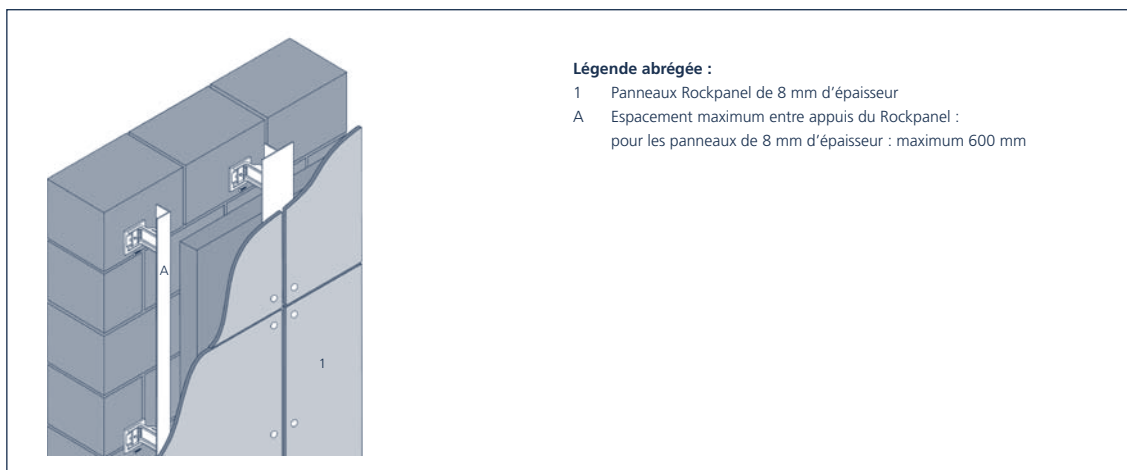 Légende abrégée :
1 Panneaux Rockpanel de 8 mm d'épaisseur
A Espacement maximum entre appuis du Rockpanel :
pour les panneaux de 8 mm d'épaisseur : maximum 600 mm
A
1